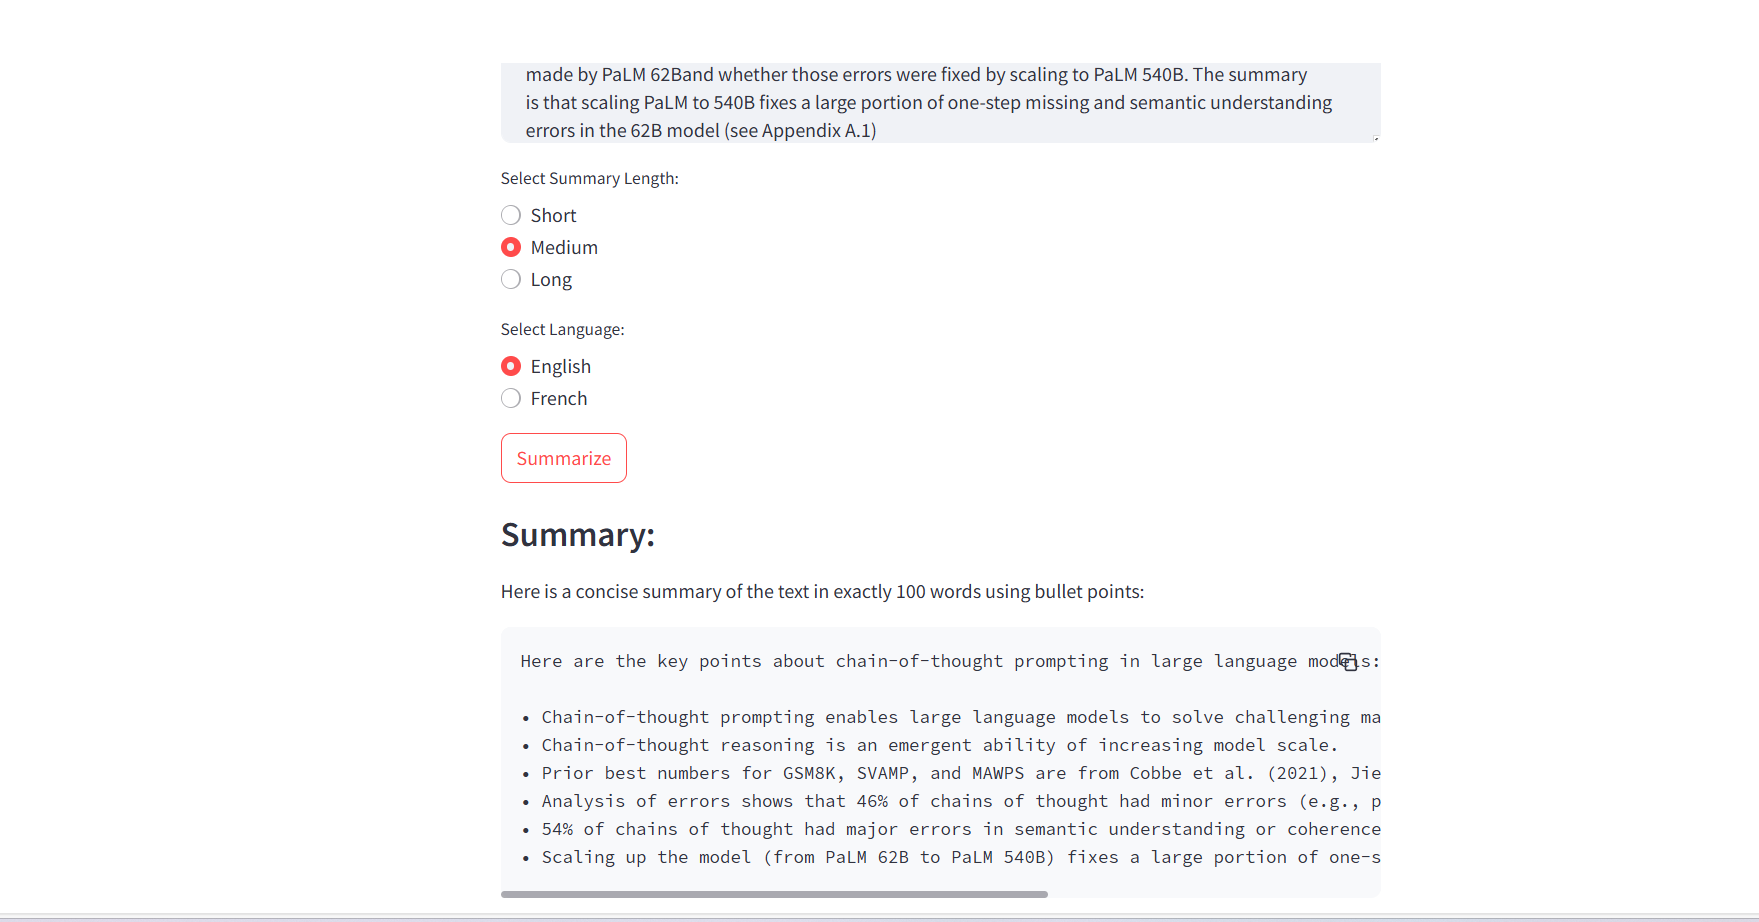 made by PaLM 62Band whether those errors were fixed by scaling to PaLM 540B. The summary
is that scaling PaLM to 540B fixes a large portion of one-step missing and semantic understanding
errors in the 62B model (see Appendix A.1)
Select Summary Length:
Short
Medium
Long
Select Language:
English
French
Summarize
Summary:
Here is a concise summary of the text in exactly 100 words using bullet points:
Here are the key points about chain-of-thought prompting in large language models:
• Chain-of-thought prompting enables large language models to solve challenging ma
• Chain-of-thought reasoning is an emergent ability of increasing model scale.
• Prior best numbers for GSM8K, SVAMP, and MAWPS are from Cobbe et al. (2021), Jie
• Analysis of errors shows that 46% of chains of thought had minor errors (e.g., p
• 54% of chains of thought had major errors in semantic understanding or coherence
• Scaling up the model (from PaLM 62B to PaLM 540B) fixes a large portion of one-s